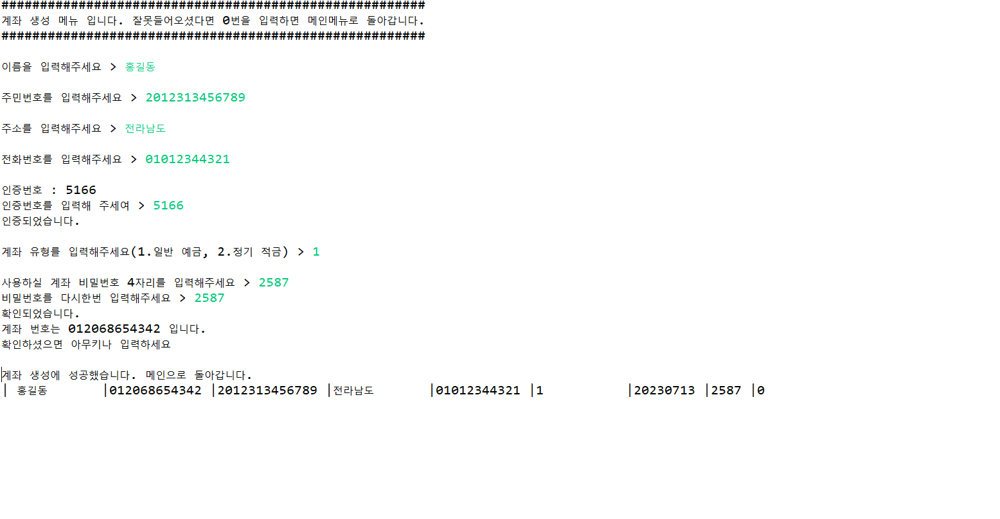 #######################################################
계좌 생성 메뉴 입니다. 잘못들어오셨다면 0번을 입력하면 메인메뉴로 돌아갑니다.
#######################################################
이름을 입력해주세요 > 홍길동
주민번호를 입력해주세요 > 2012313456789
주소를 입력해주세요 > 전라남도
전화번호를 입력해주세요 > 01012344321
인증번호 : 5166
인증번호를 입력해 주세여 > 5166
인증되었습니다.
계좌 유형를 입력해주세요(1.일반 예금, 2.정기 적금) > 1
사용하실 계좌 비밀번호 4자리를 입력해주세요 > 2587
비밀번호를 다시한번 입력해주세요 > 2587
확인되었습니다.
계좌 번호는 012068654342 입니다.
확인하셨으면 아무키나 입력하세요
계좌 생성에 성공했습니다. 메인으로 돌아갑니다.
| 홍길동 |012068654342 |2012313456789 |전라남도 |01012344321 |1 |20230713 |2587 |0